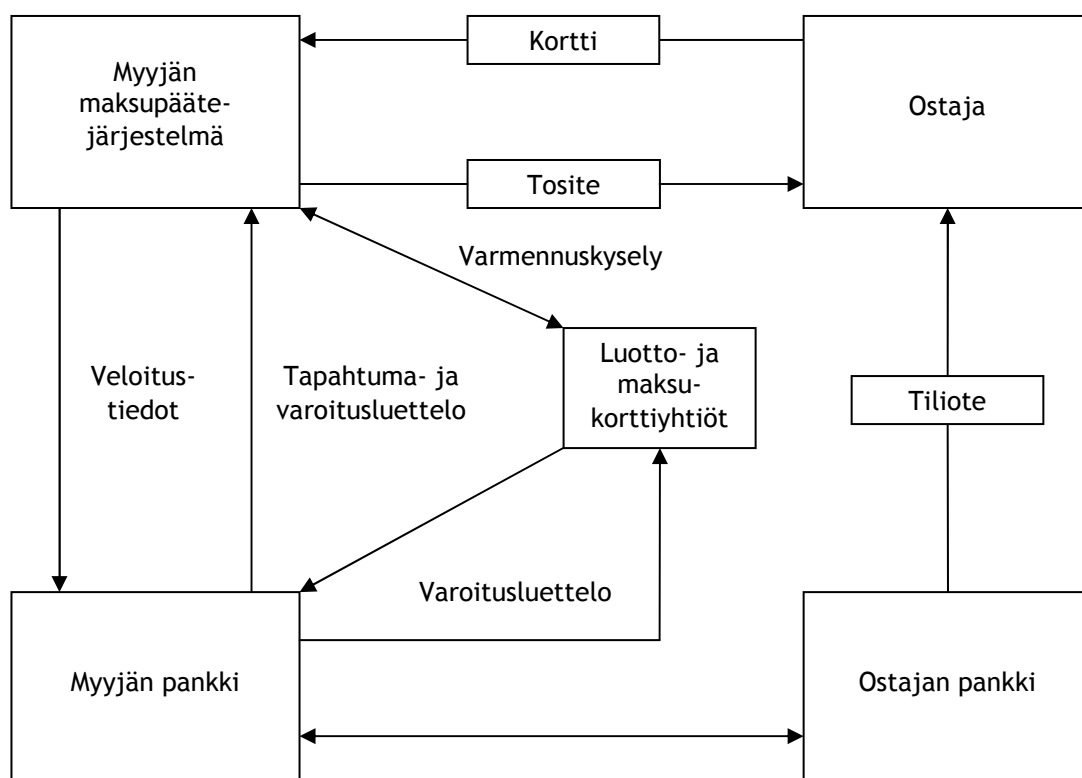 Kortti
Myyjän
maksupääte-
järjestelmä
Ostaja
Tosite
Varmennuskysely
Luotto- ja
maksu-
korttiyhtiöt
Veloitus-
tiedot
Tapahtuma- ja
varoitusluettelo
Tiliote
Varoitusluettelo
Myyjän pankki
Ostajan pankki